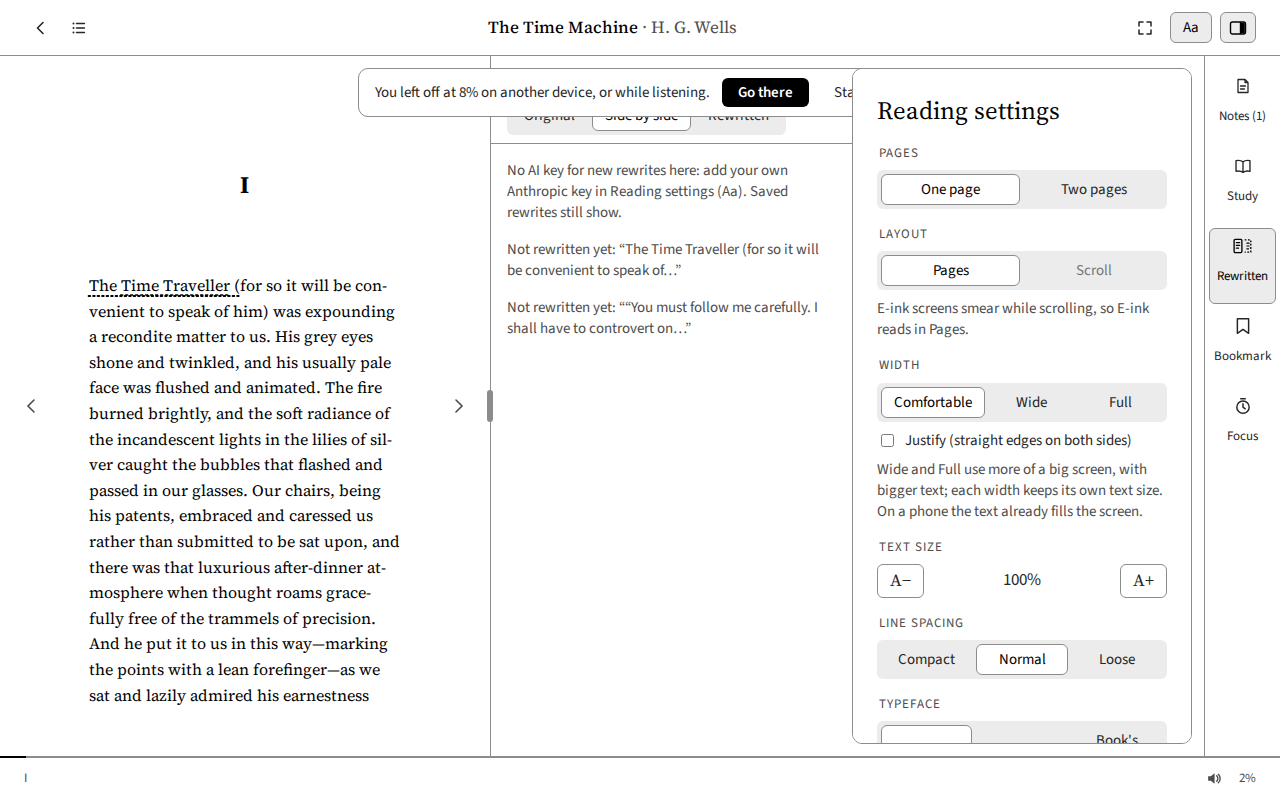 The Time Machine · H. G. Wells
Aa
You left off at 8% on another device, or while listening.
Go there
Original
Side by side
Rewritten
No AI key for new rewrites here: add your own
Anthropic key in Reading settings (Aa). Saved
rewrites still show.
Not rewritten yet: “The Time Traveller (for so it will
be convenient to speak of…”
Not rewritten yet: ““You must follow me carefully. I
shall have to controvert on…”
I
The Time Traveller (for so it will be con-
venient to speak of him) was expounding
a recondite matter to us. His grey eyes
shone and twinkled, and his usually pale
face was flushed and animated. The fire
burned brightly, and the soft radiance of
the incandescent lights in the lilies of sil-
ver caught the bubbles that flashed and
passed in our glasses. Our chairs, being
his patents, embraced and caressed us
rather than submitted to be sat upon, and
there was that luxurious after-dinner at-
mosphere when thought roams grace-
fully free of the trammels of precision.
And he put it to us in this way—marking
the points with a lean forefinger—as we
sat and lazily admired his earnestness
Reading settings
PAGES
One page
Two pages
LAYOUT
Pages
Scroll
E-ink screens smear while scrolling, so E-ink
reads in Pages.
WIDTH
Comfortable
Wide
Full
Justify (straight edges on both sides)
Wide and Full use more of a big screen, with
bigger text; each width keeps its own text size.
On a phone the text already fills the screen.
TEXT SIZE
A−
100%
A+
LINE SPACING
Compact
Normal
Loose
TYPEFACE
Book's
Notes (1)
Study
Rewritten
Bookmark
Focus
I
2%